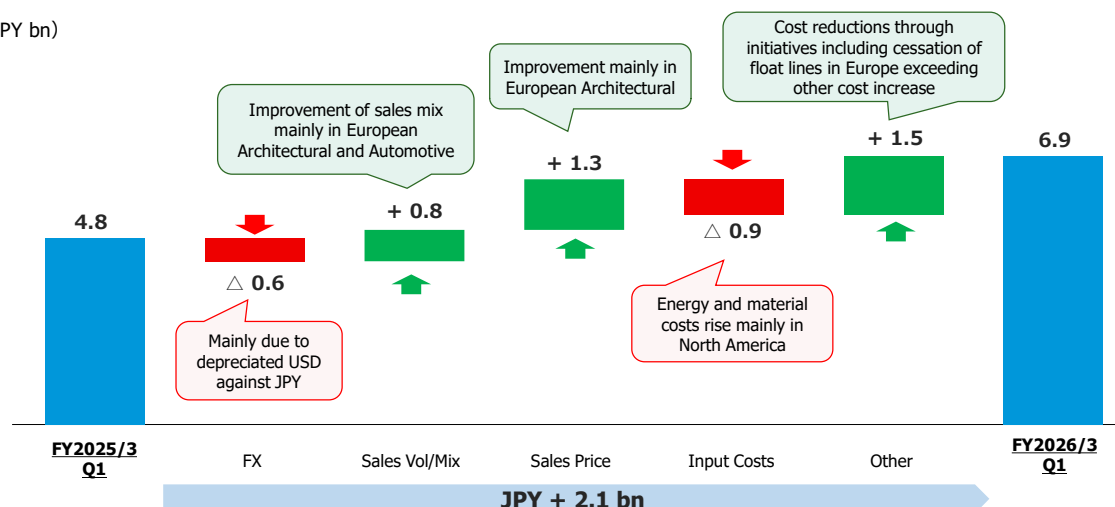 PY bn)
Cost reductions through
initiatives including cessation of
float lines in Europe exceeding
other cost increase
Improvement mainly in
European Architectural
Improvement of sales mix
mainly in European
Architectural and Automotive
4.8
△ 0.6
+ 0.8
+ 1.3
△ 0.9
+ 1.5
6.9
Mainly due to
depreciated USD
against JPY
Energy and material
costs rise mainly in
North America
FY2025/3
Q1
FX
Sales Vol/Mix
Sales Price
Input Costs
Other
FY2026/3
Q1
JPY + 2.1 bn